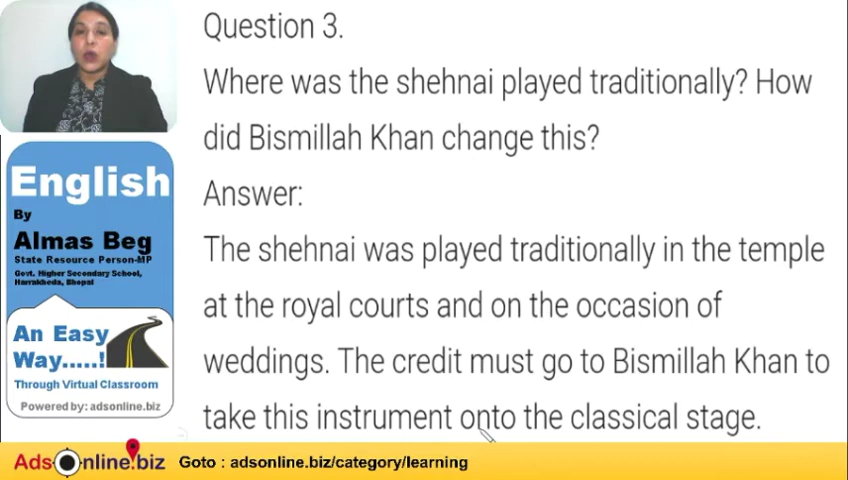 Question 3.
Where was the shehnai played traditionally? How
did Bismillah Khan change this?
Answer:
The shehnai was played traditionally in the temple
at the royal courts and on the occasion of
weddings. The credit must go to Bismillah Khan to
take this instrument onto the classical stage.
English
By
Almas Beg
State Resource Person-MP
Govt. Higher Secondary School,
Harrakheda, Bhopal
An Easy
Way.....!
Through Virtual Classroom
Powered by: adsonline.biz
AdsOnline.biz
Goto : adsonline.biz/category/learning